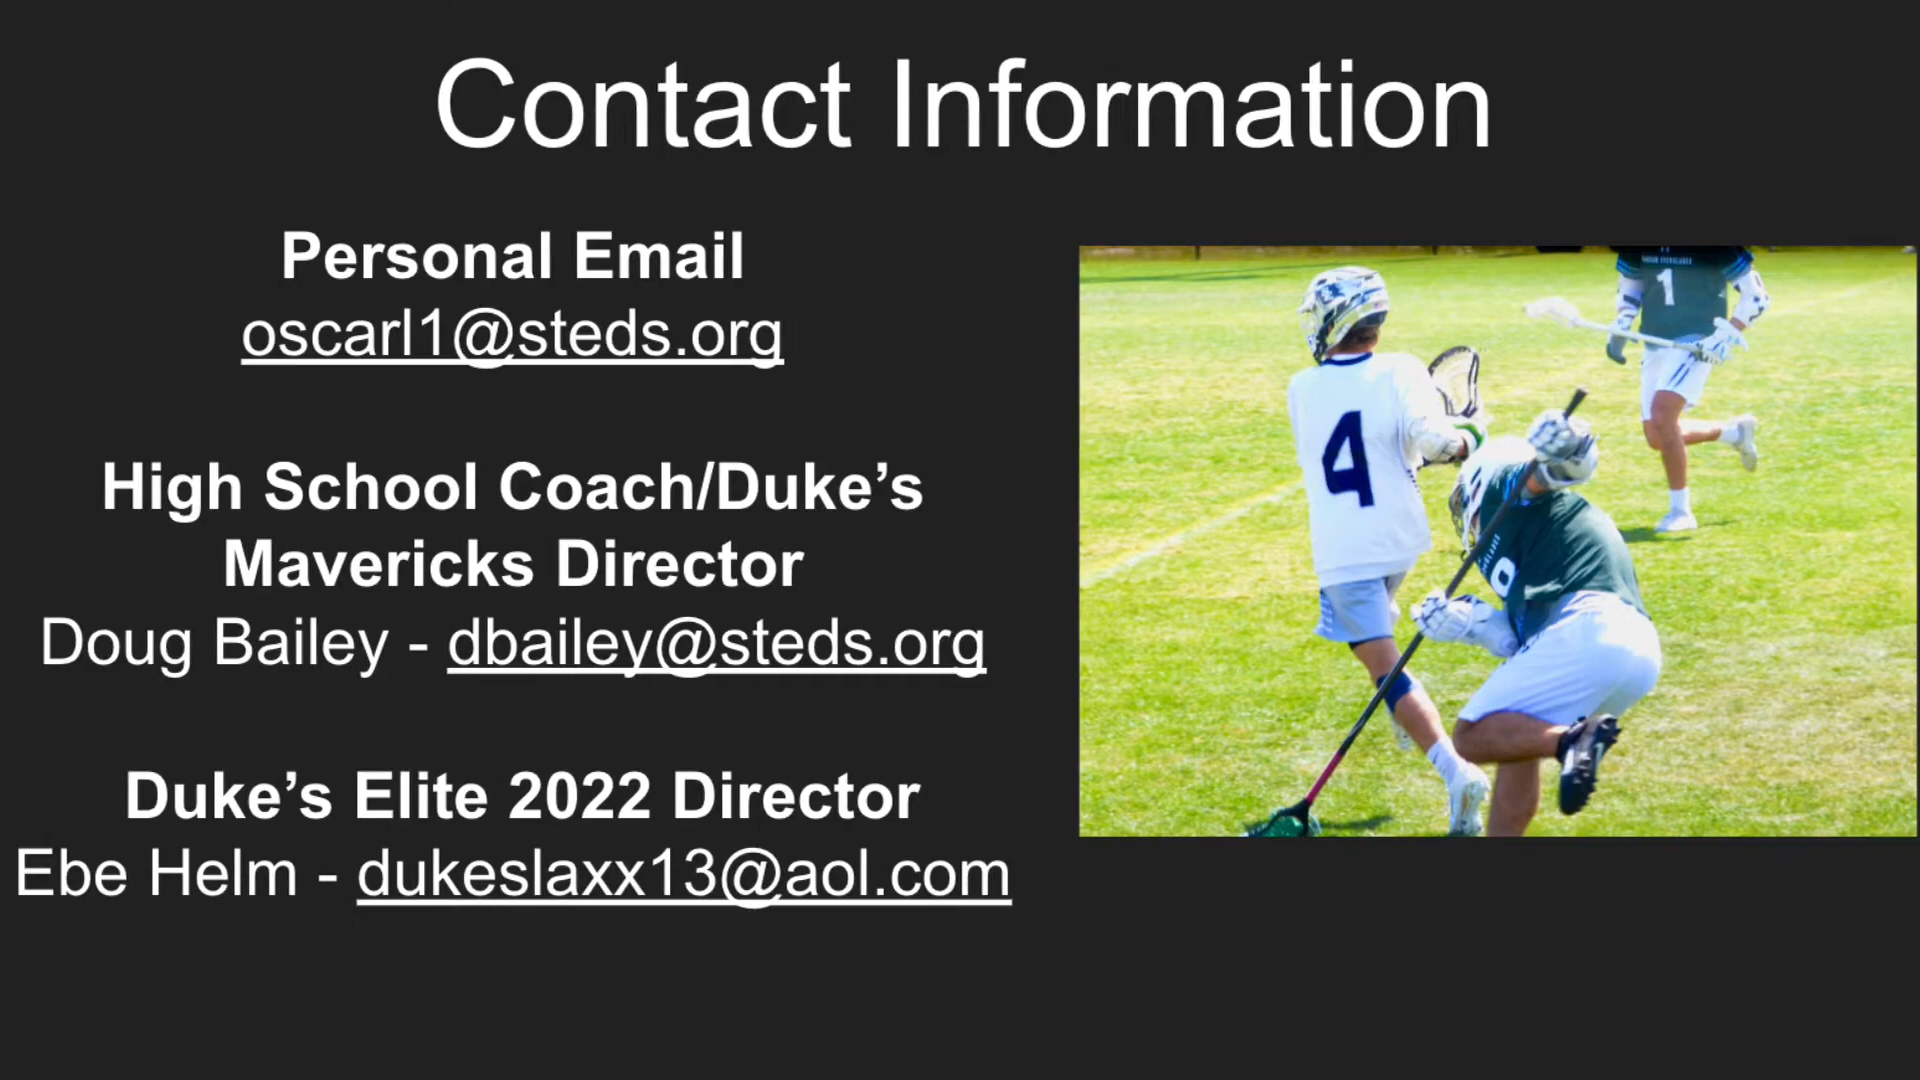 Contact Information
Personal Email
oscarl1@steds.org
High School Coach/Duke’s
Mavericks Director
Doug Bailey - dbailey@steds.org
Duke’s Elite 2022 Director
Ebe Helm - dukeslaxx13@aol.com
1
4